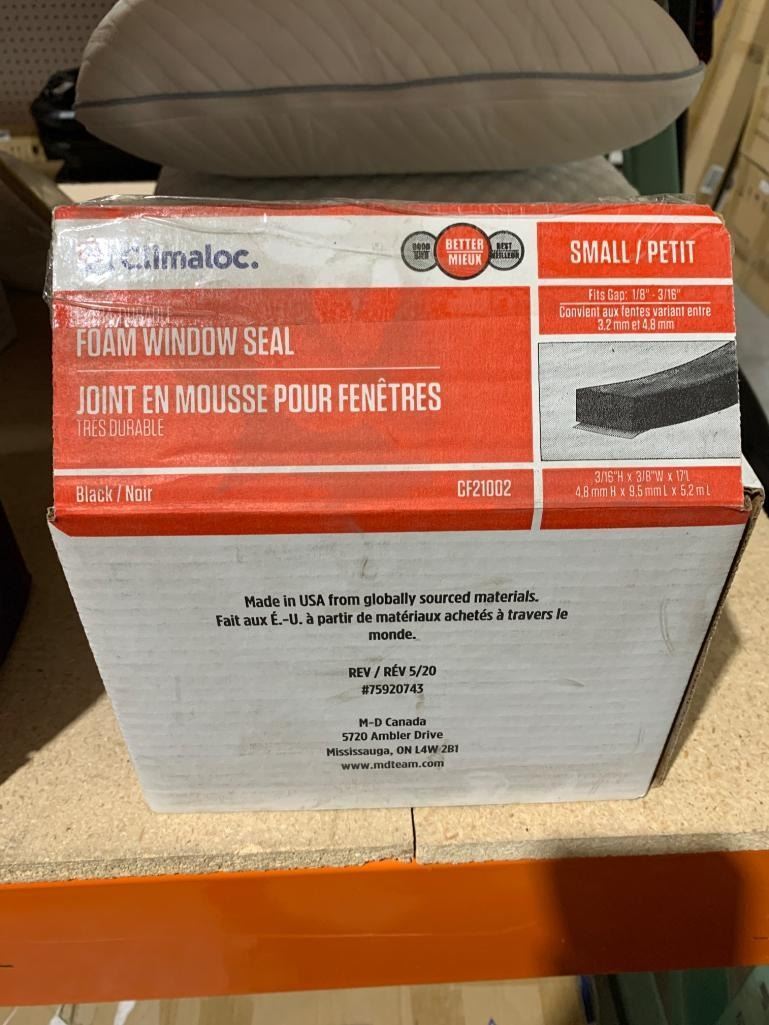 Climaloc.
GOOD
BETTER
MIEUX
BEST
MEILLEUR
SMALL / PETIT
Fits Gap: 1/8" - 3/16"
Convient aux fentes variant entre
3.2 mm et 4,8 mm
FOAM WINDOW SEAL
JOINT EN MOUSSE POUR FENÊTRES
TRÈS DURABLE
Black / Noir
CF21002
3/16"H x 3/8"W x 17'L
4,8 mm H x 9,5 mm L x 5,2 m L
Made in USA from globally sourced materials.
Fait aux É.-U. à partir de matériaux achetés à travers le
monde.
REV / RÉV 5/20
#75920743
M-D Canada
5720 Ambler Drive
Mississauga, ON L4W 2B1
www.mdteam.com